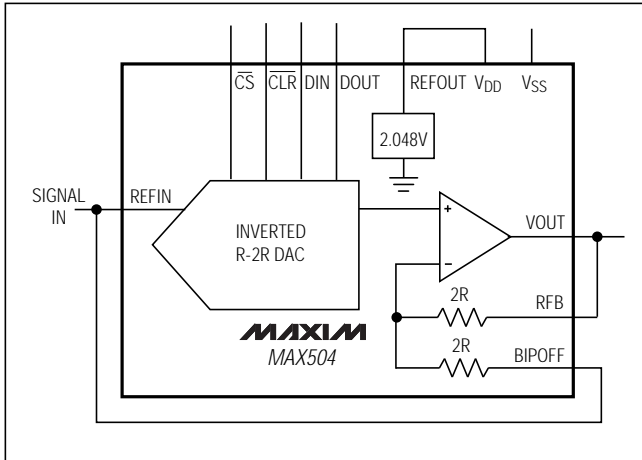 CS CLR DIN DOUT REFOUT VDD VSS
2.048V
SIGNAL
IN
REFIN
INVERTED
R-2R DAC
+
−
VOUT
2R
RFB
2R
BIPOFF
MAXIM
MAX504